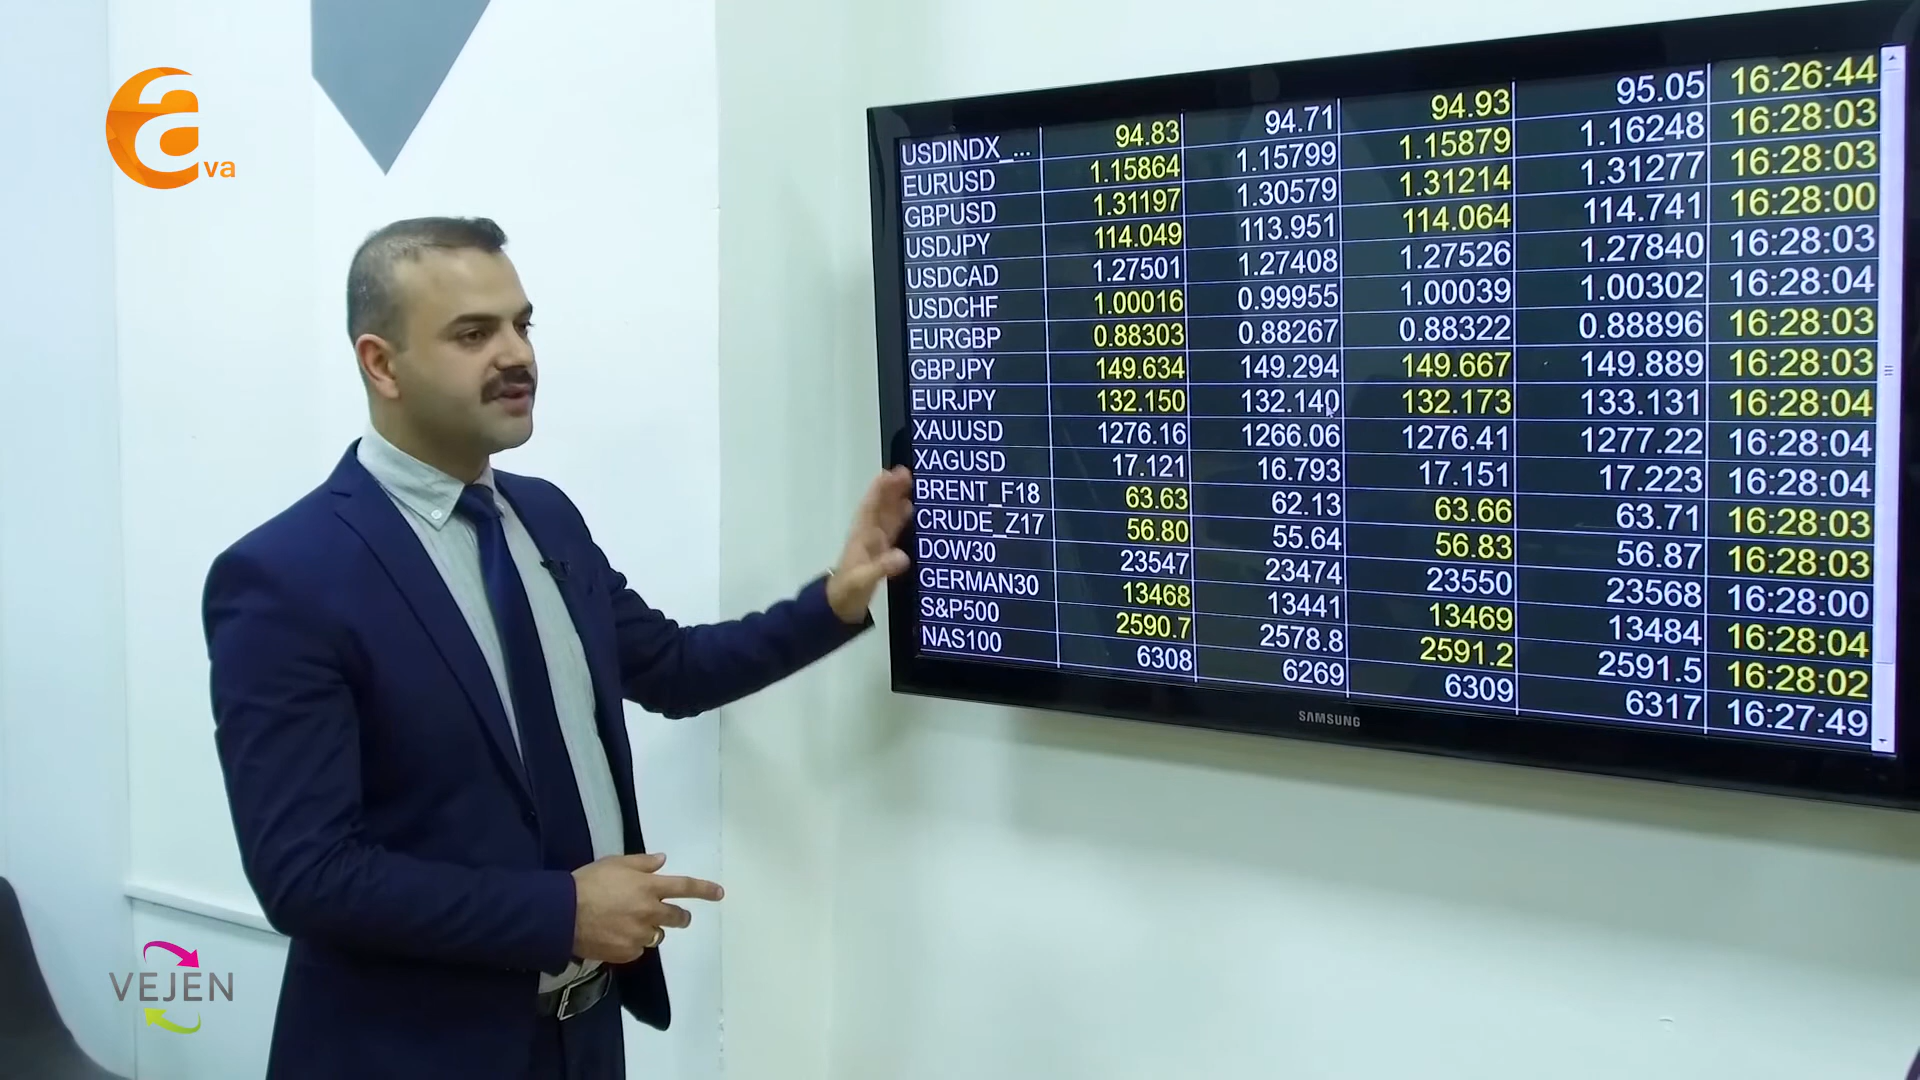 a
va
USDINDX_... 94.83 94.71 94.93 95.05 16:26:44
EURUSD 1.15864 1.15799 1.15879 1.16248 16:28:03
GBPUSD 1.31197 1.30579 1.31214 1.31277 16:28:03
USDJPY 114.049 113.951 114.064 114.741 16:28:00
USDCAD 1.27501 1.27408 1.27526 1.27840 16:28:03
USDCHF 1.00016 0.99955 1.00039 1.00302 16:28:04
EURGBP 0.88303 0.88267 0.88322 0.88896 16:28:03
GBPJPY 149.634 149.294 149.667 149.889 16:28:03
EURJPY 132.150 132.140 132.173 133.131 16:28:04
XAUUSD 1276.16 1266.06 1276.41 1277.22 16:28:04
XAGUSD 17.121 16.793 17.151 17.223 16:28:04
BRENT_F18 63.63 62.13 63.66 63.71 16:28:03
CRUDE_Z17 56.80 55.64 56.83 56.87 16:28:03
DOW30 23547 23474 23550 23568 16:28:00
GERMAN30 13468 13441 13469 13484 16:28:04
S&P500 2590.7 2578.8 2591.2 2591.5 16:28:02
NAS100 6308 6269 6309 6317 16:27:49
SAMSUNG
VEJEN